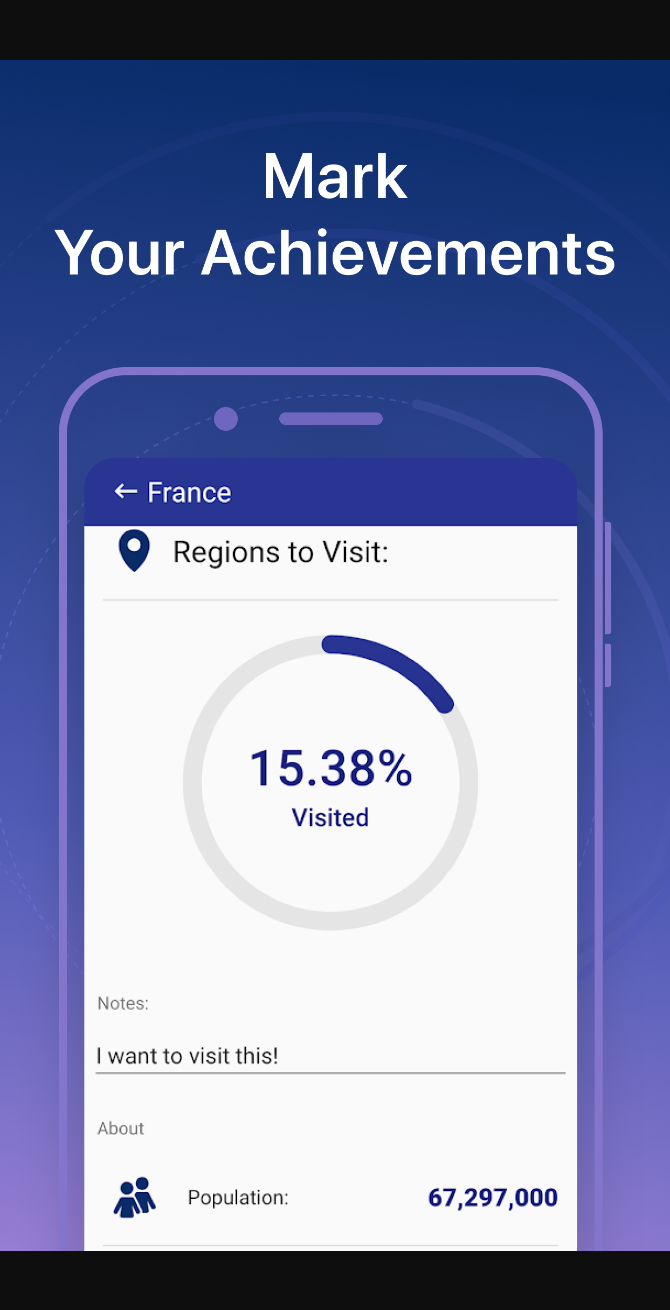 Mark
Your Achievements
← France
Regions to Visit:
15.38%
Visited
Notes:
I want to visit this!
About
Population: 67,297,000